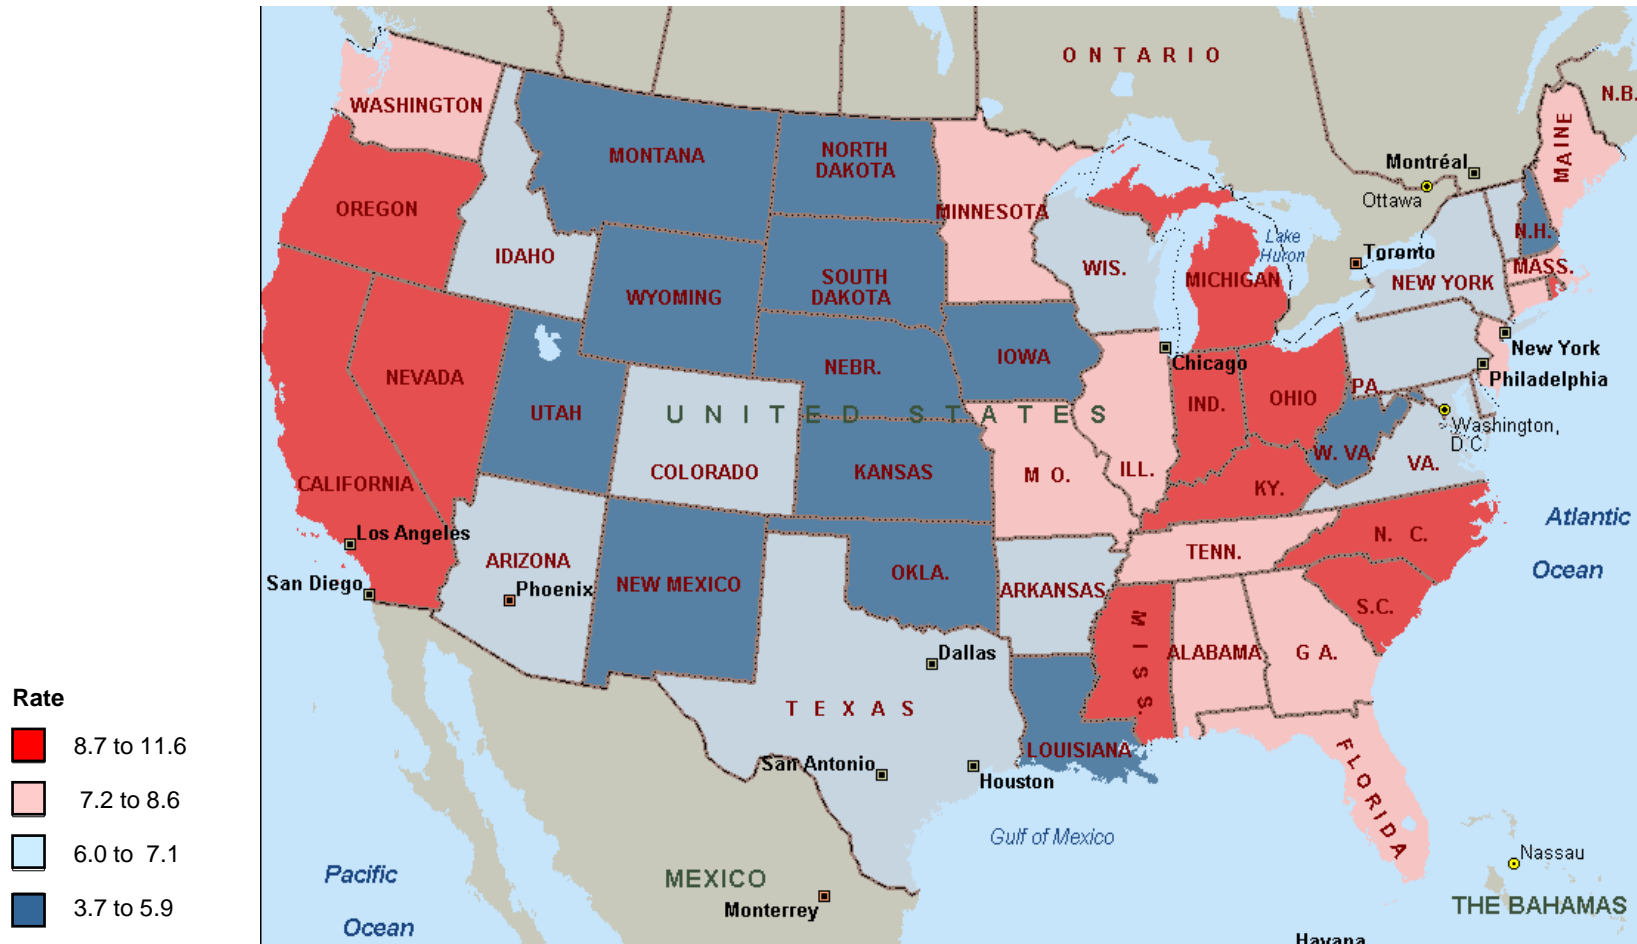 ONTARIO
N.B.
WASHINGTON
MAINE
MONTANA
NORTH
DAKOTA
Montréal
Ottawa
OREGON
MINNESOTA
N.H.
Lake
Huron
Toronto
IDAHO
WIS.
MASS.
SOUTH
DAKOTA
MICHIGAN
NEW YORK
WYOMING
New York
IOWA
Chicago
NEBR.
NEVADA
Philadelphia
PA.
IND.
OHIO
UTAH
UNITED STATES
Washington,
D.C.
W. VA.
VA.
COLORADO
KANSAS
M O.
ILL.
CALIFORNIA
KY.
Atlantic
Ocean
Los Angeles
N. C.
TENN.
ARIZONA
OKLA.
San Diego
Phoenix
NEW MEXICO
ARKANSAS
S.C.
MISS.
Dallas
ALABAMA
G A.
TEXAS
LOUISIANA
San Antonio
Houston
FLORIDA
Gulf of Mexico
Nassau
Pacific
Ocean
MEXICO
Monterrey
THE BAHAMAS
Havana
Rate
8.7 to 11.6
7.2 to 8.6
6.0 to 7.1
3.7 to 5.9